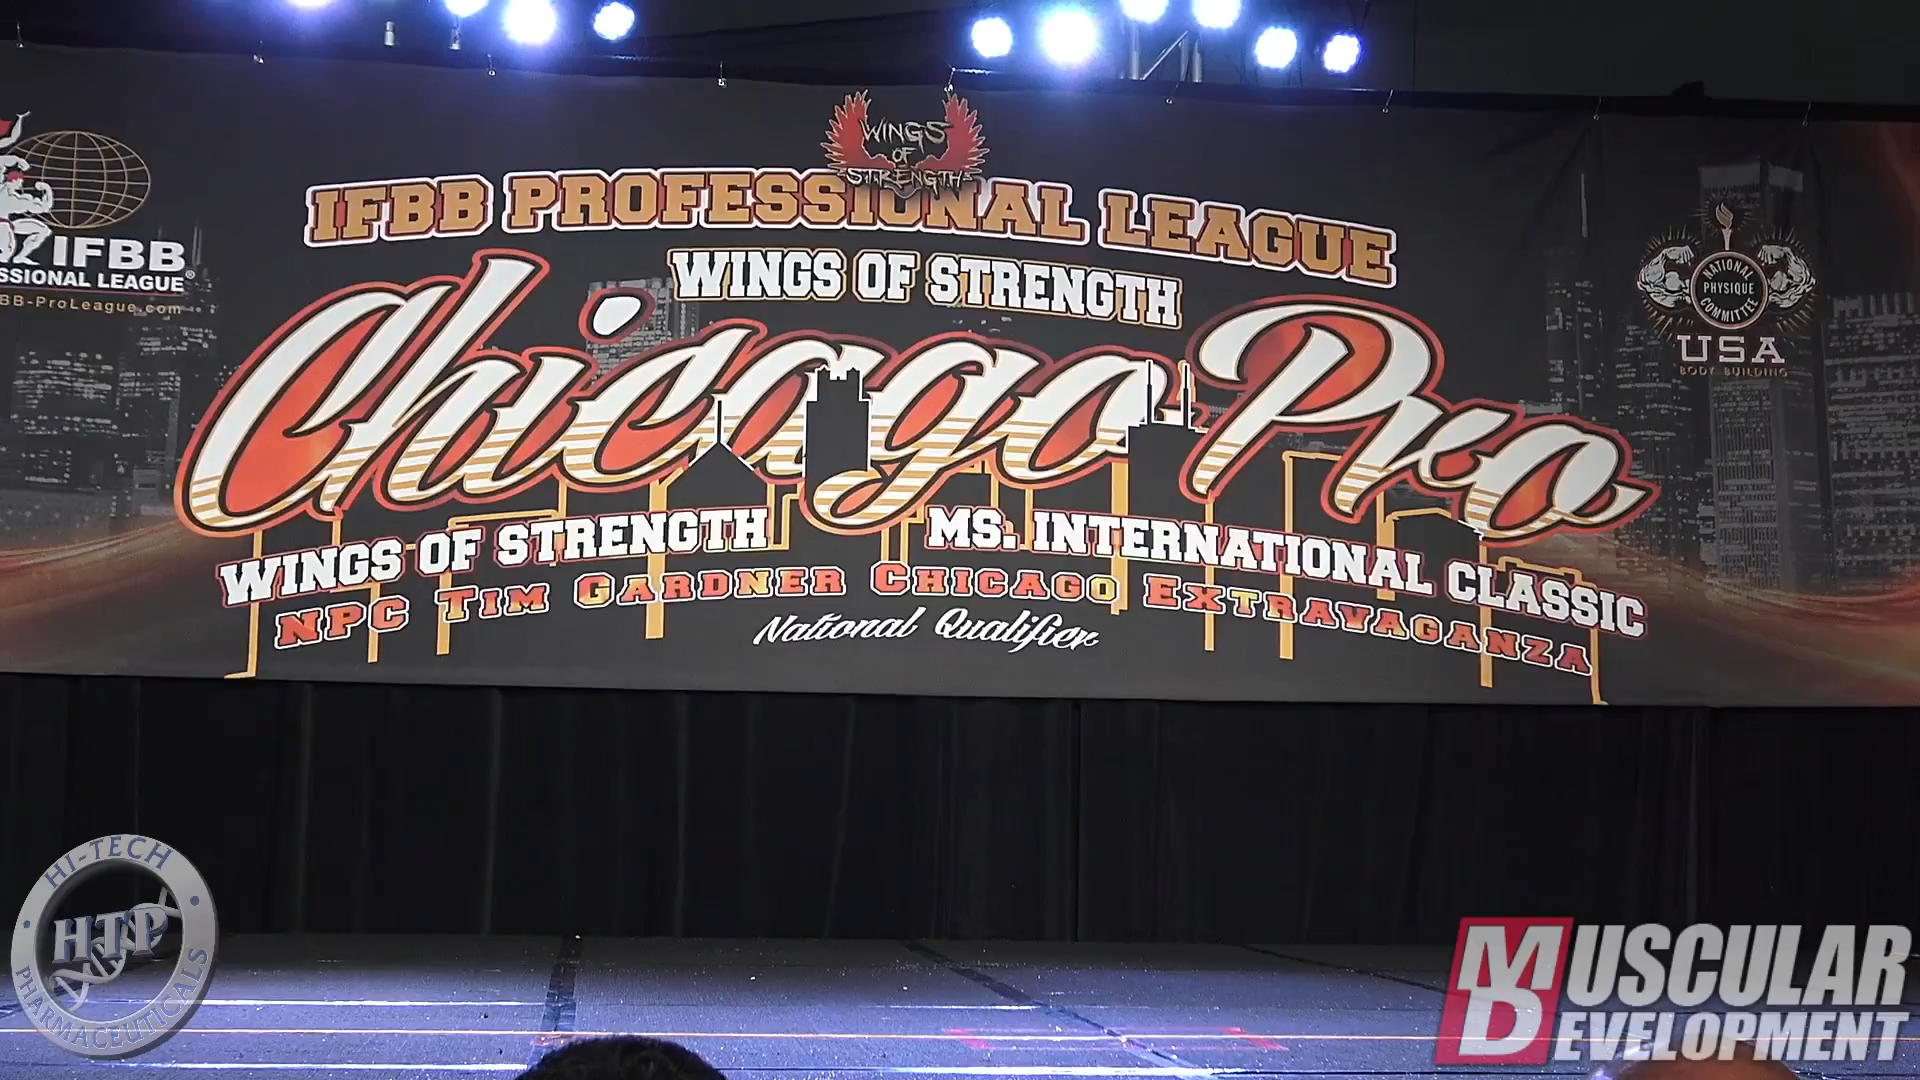 WINGS
OF
STRENGTH
IFBB PROFESSIONAL LEAGUE
WINGS OF STRENGTH
Chicago Pro
WINGS OF STRENGTH MS. INTERNATIONAL CLASSIC
NPC TIM GARDNER CHICAGO EXTRAVAGANZA
National Qualifier
IFBB
SSIONAL LEAGUE®
BB-ProLeague.com
NATIONAL
PHYSIQUE
COMMITTEE
USA
BODY BUILDING
HI-TECH
HTP
PHARMACEUTICALS
MD
MUSCULAR
DEVELOPMENT